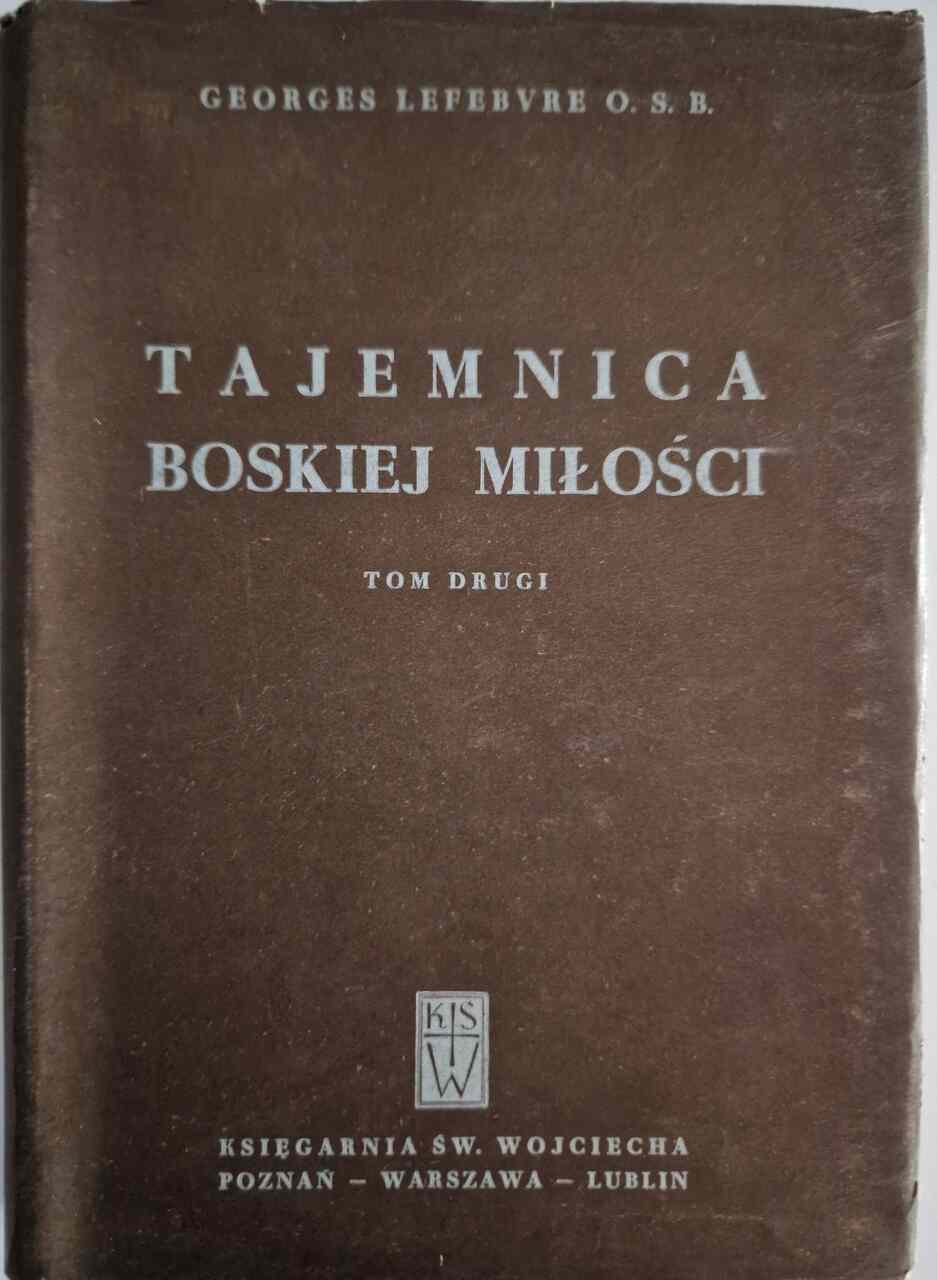 GEORGES LEFEBVRE O. S. B.
TAJEMNICA
BOSKIEJ MIŁOŚCI
TOM DRUGI
K S
W
KSIĘGARNIA ŚW. WOJCIECHA
POZNAŃ – WARSZAWA – LUBLIN